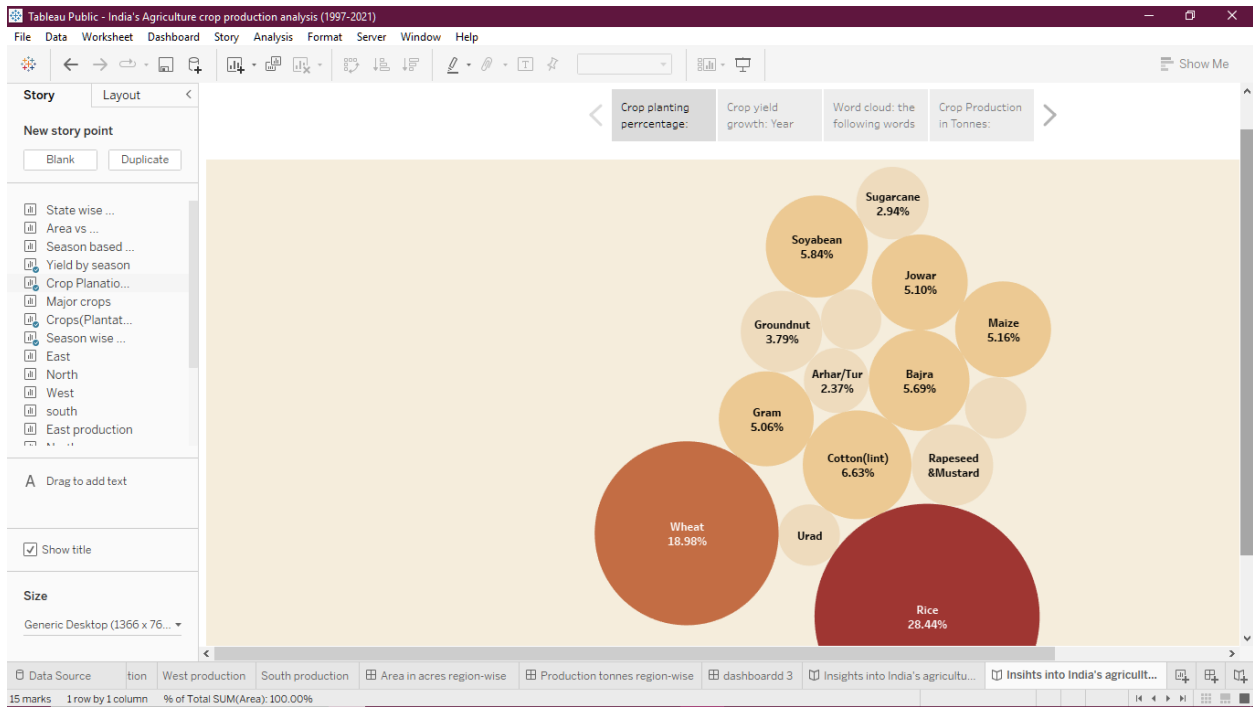 Tableau Public - India's Agriculture crop production analysis (1997-2021)
File Data Worksheet Dashboard Story Analysis Format Server Window Help
Show Me
Story Layout
New story point
Blank Duplicate
State wise ...
Area vs ...
Season based ...
Yield by season
Crop Planatio...
Major crops
Crops(Plantat...
Season wise ...
East
North
West
south
East production
A Drag to add text
Show title
Size
Generic Desktop (1366 x 76...
Crop planting
perrcentage:
Crop yield
growth: Year
Word cloud: the
following words
Crop Production
in Tonnes:
Sugarcane
2.94%
Soyabean
5.84%
Jowar
5.10%
Groundnut
3.79%
Maize
5.16%
Arhar/Tur
2.37%
Bajra
5.69%
Gram
5.06%
Cotton(lint)
6.63%
Rapeseed
&Mustard
Wheat
18.98%
Urad
Rice
28.44%
Data Source tion West production South production Area in acres region-wise Production tonnes region-wise dashboardd 3 Insights into India's agricultu... Insihts into India's agricullt...
15 marks 1 row by 1 column % of Total SUM(Area): 100.00%